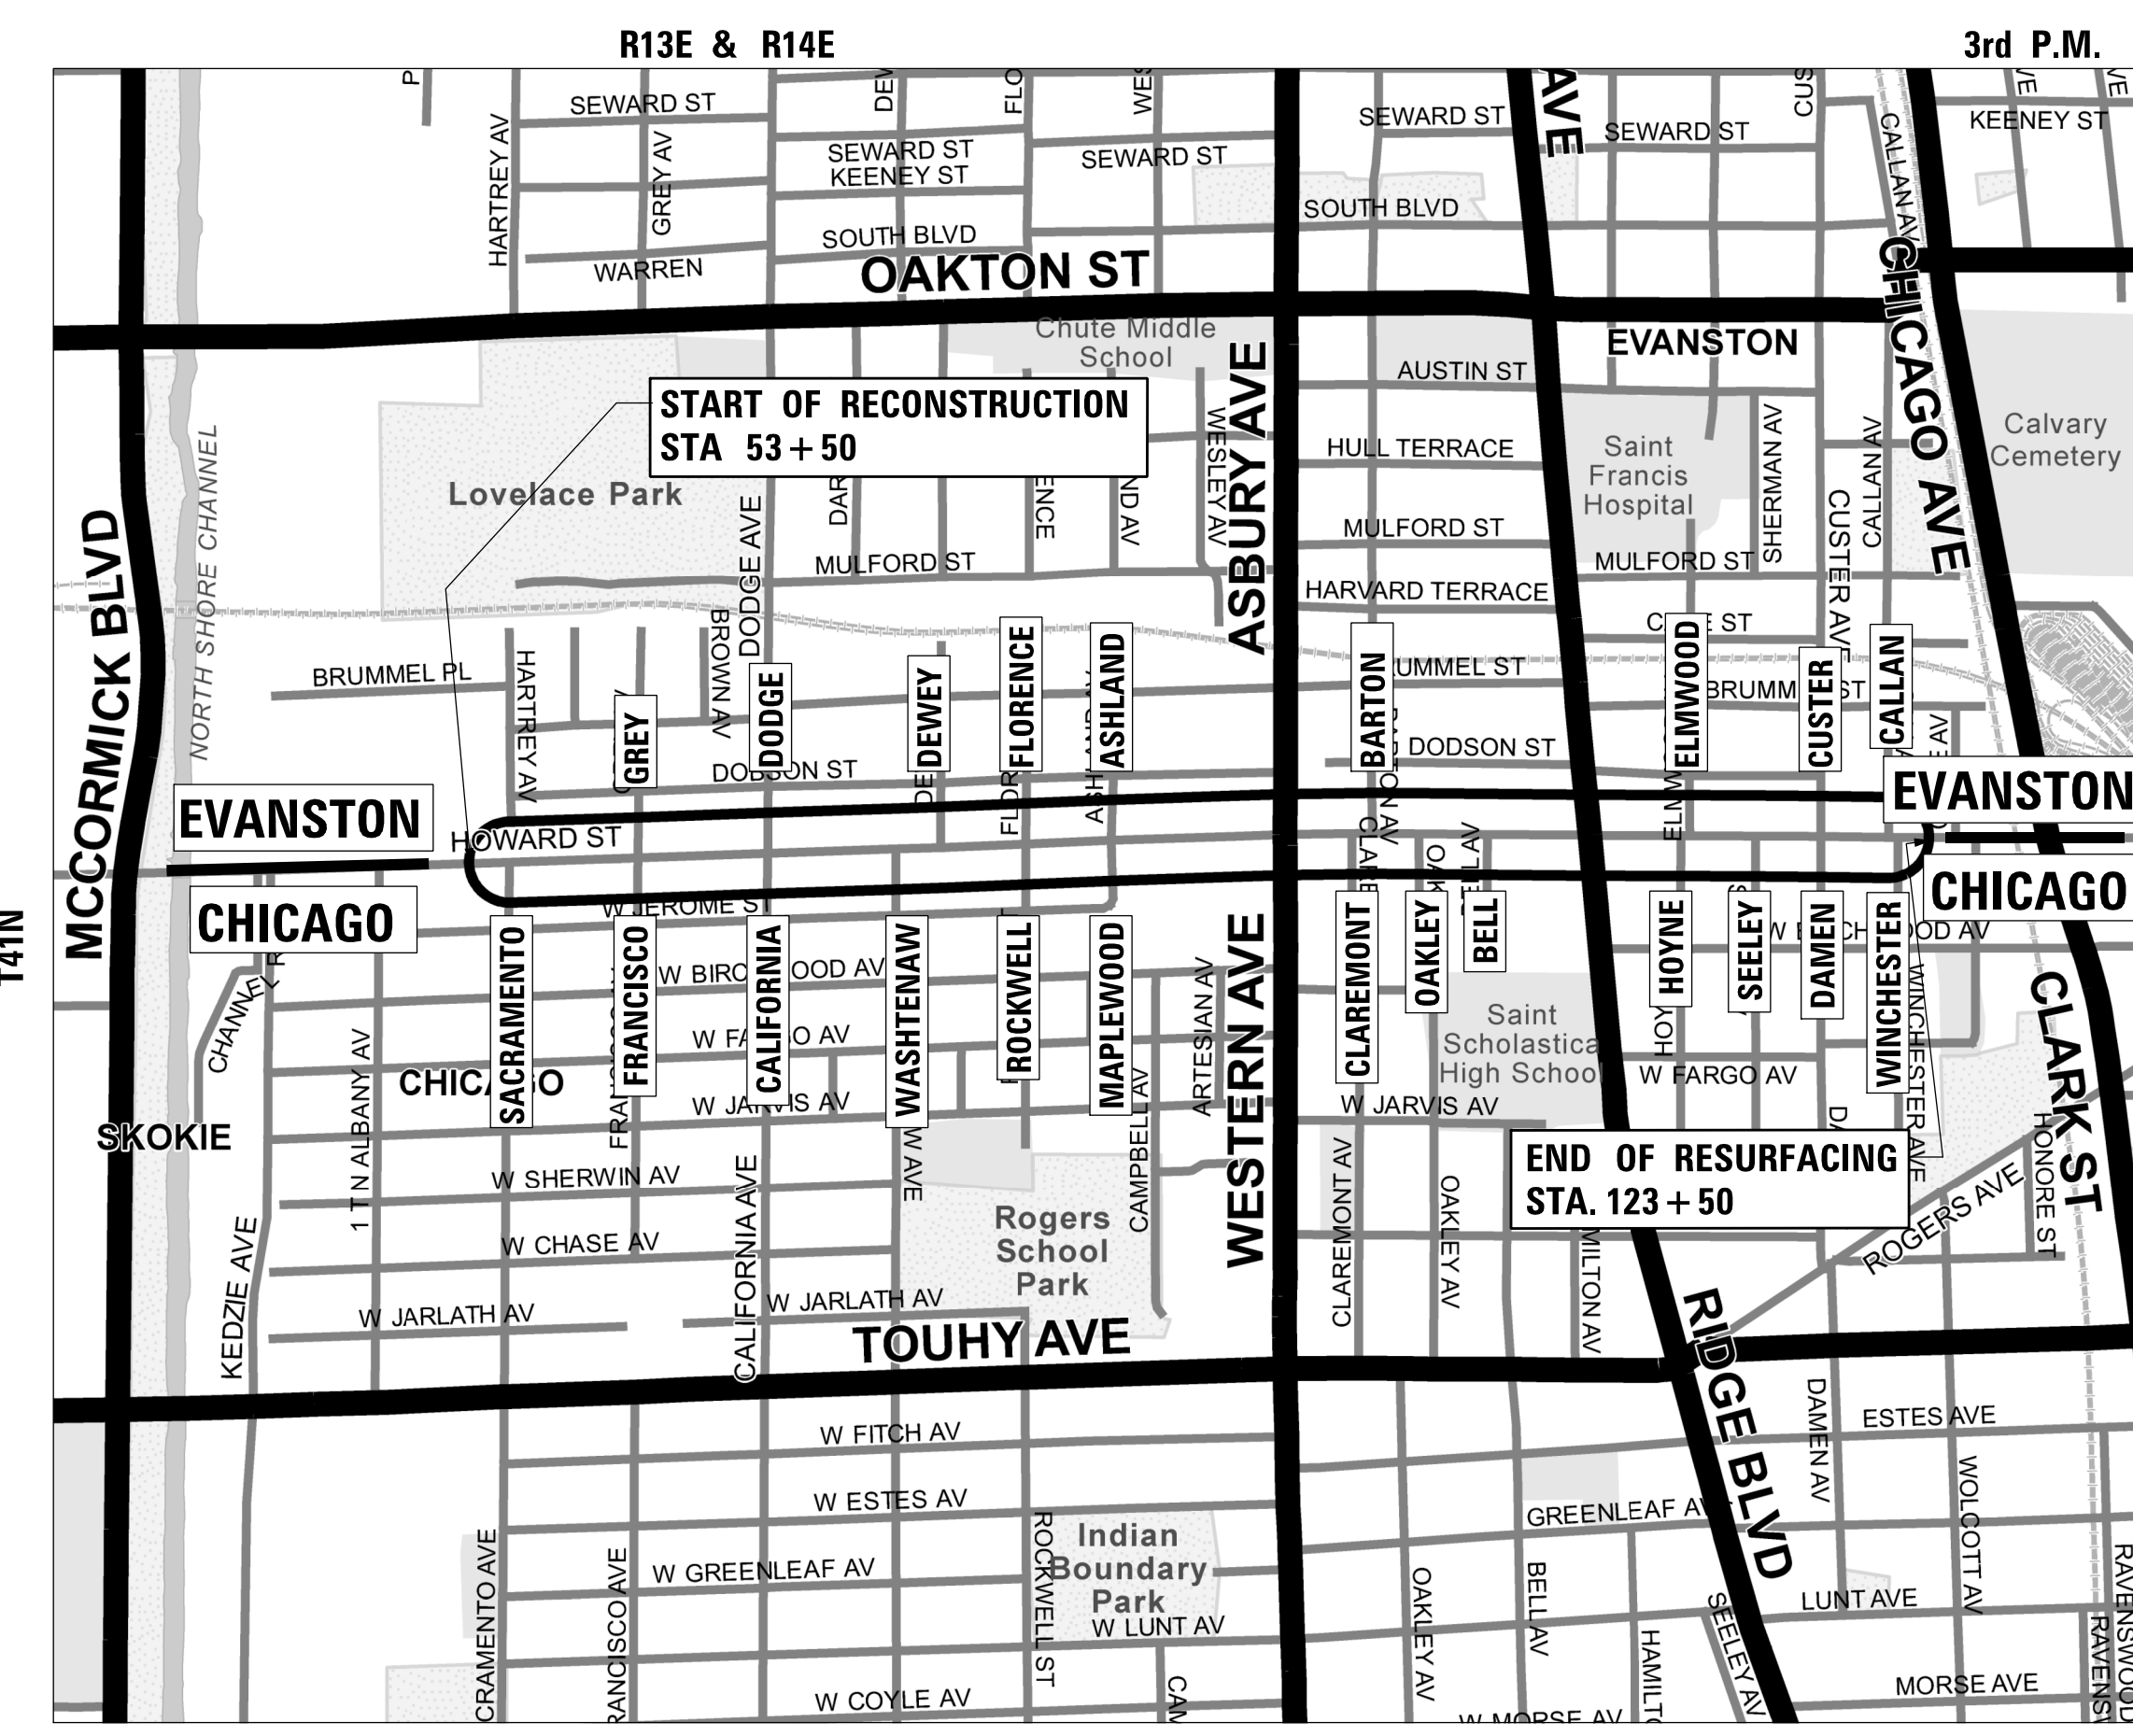 R13E & R14E
3rd P.M.
SEWARD ST
SEWARD ST
KEENEY ST
SEWARD ST
SEWARD ST
SEWARD ST
KEENEY ST
HARTREY AV
GREY AV
AVE
CALLAN AV
SOUTH BLVD
SOUTH BLVD
WARREN
OAKTON ST
CHICAGO AVE
Chute Middle
School
EVANSTON
AUSTIN ST
START OF RECONSTRUCTION
STA 53+50
Lovelace Park
NORTH SHORE CHANNEL
MCCORMICK BLVD
DODGE AVE
WESLEY AV
ASBURY AVE
HULL TERRACE
Saint
Francis
Hospital
SHERMAN AV
CALLAN AV
CUSTER AVE
Calvary
Cemetery
MULFORD ST
MULFORD ST
MULFORD ST
HARVARD TERRACE
BRUMMEL PL
HARTREY AV
BROWN AV
GREY
DODGE
DEWEY
FLORENCE
ASHLAND
BARTON
ELMWOOD
CUSTER
CALLAN
DODSON ST
EVANSTON
EVANSTON
HOWARD ST
CHICAGO
CHICAGO
T41N
W JEROME ST
SACRAMENTO
FRANCISCO
CALIFORNIA
WASHTENAW
ROCKWELL
MAPLEWOOD
CLAREMONT
OAKLEY
BELL
HOYNE
SEELEY
DAMEN
WINCHESTER
WESTERN AVE
ARTESIAN AV
CAMPBELL AV
Saint
Scholastica
High School
W FARGO AV
W JARVIS AV
WINCHESTER AVE
CLARK ST
HONORE ST
CHICAGO
SKOKIE
W SHERWIN AV
W CHASE AV
W JARLATH AV
W JARLATH AV
KEDZIE AVE
CALIFORNIA AVE
Rogers
School
Park
END OF RESURFACING
STA. 123+50
ROGERS AVE
CLAREMONT AV
OAKLEY AV
TOUHY AVE
RIDGE BLVD
W FITCH AV
W ESTES AV
W GREENLEAF AV
Indian
Boundary
Park
W LUNT AV
W COYLE AV
ROCKWELL ST
DAMEN AV
ESTES AVE
GREENLEAF AV
WOLCOTT AV
LUNT AVE
MORSE AVE
OAKLEY AV
BELL AV
SEELEY AV